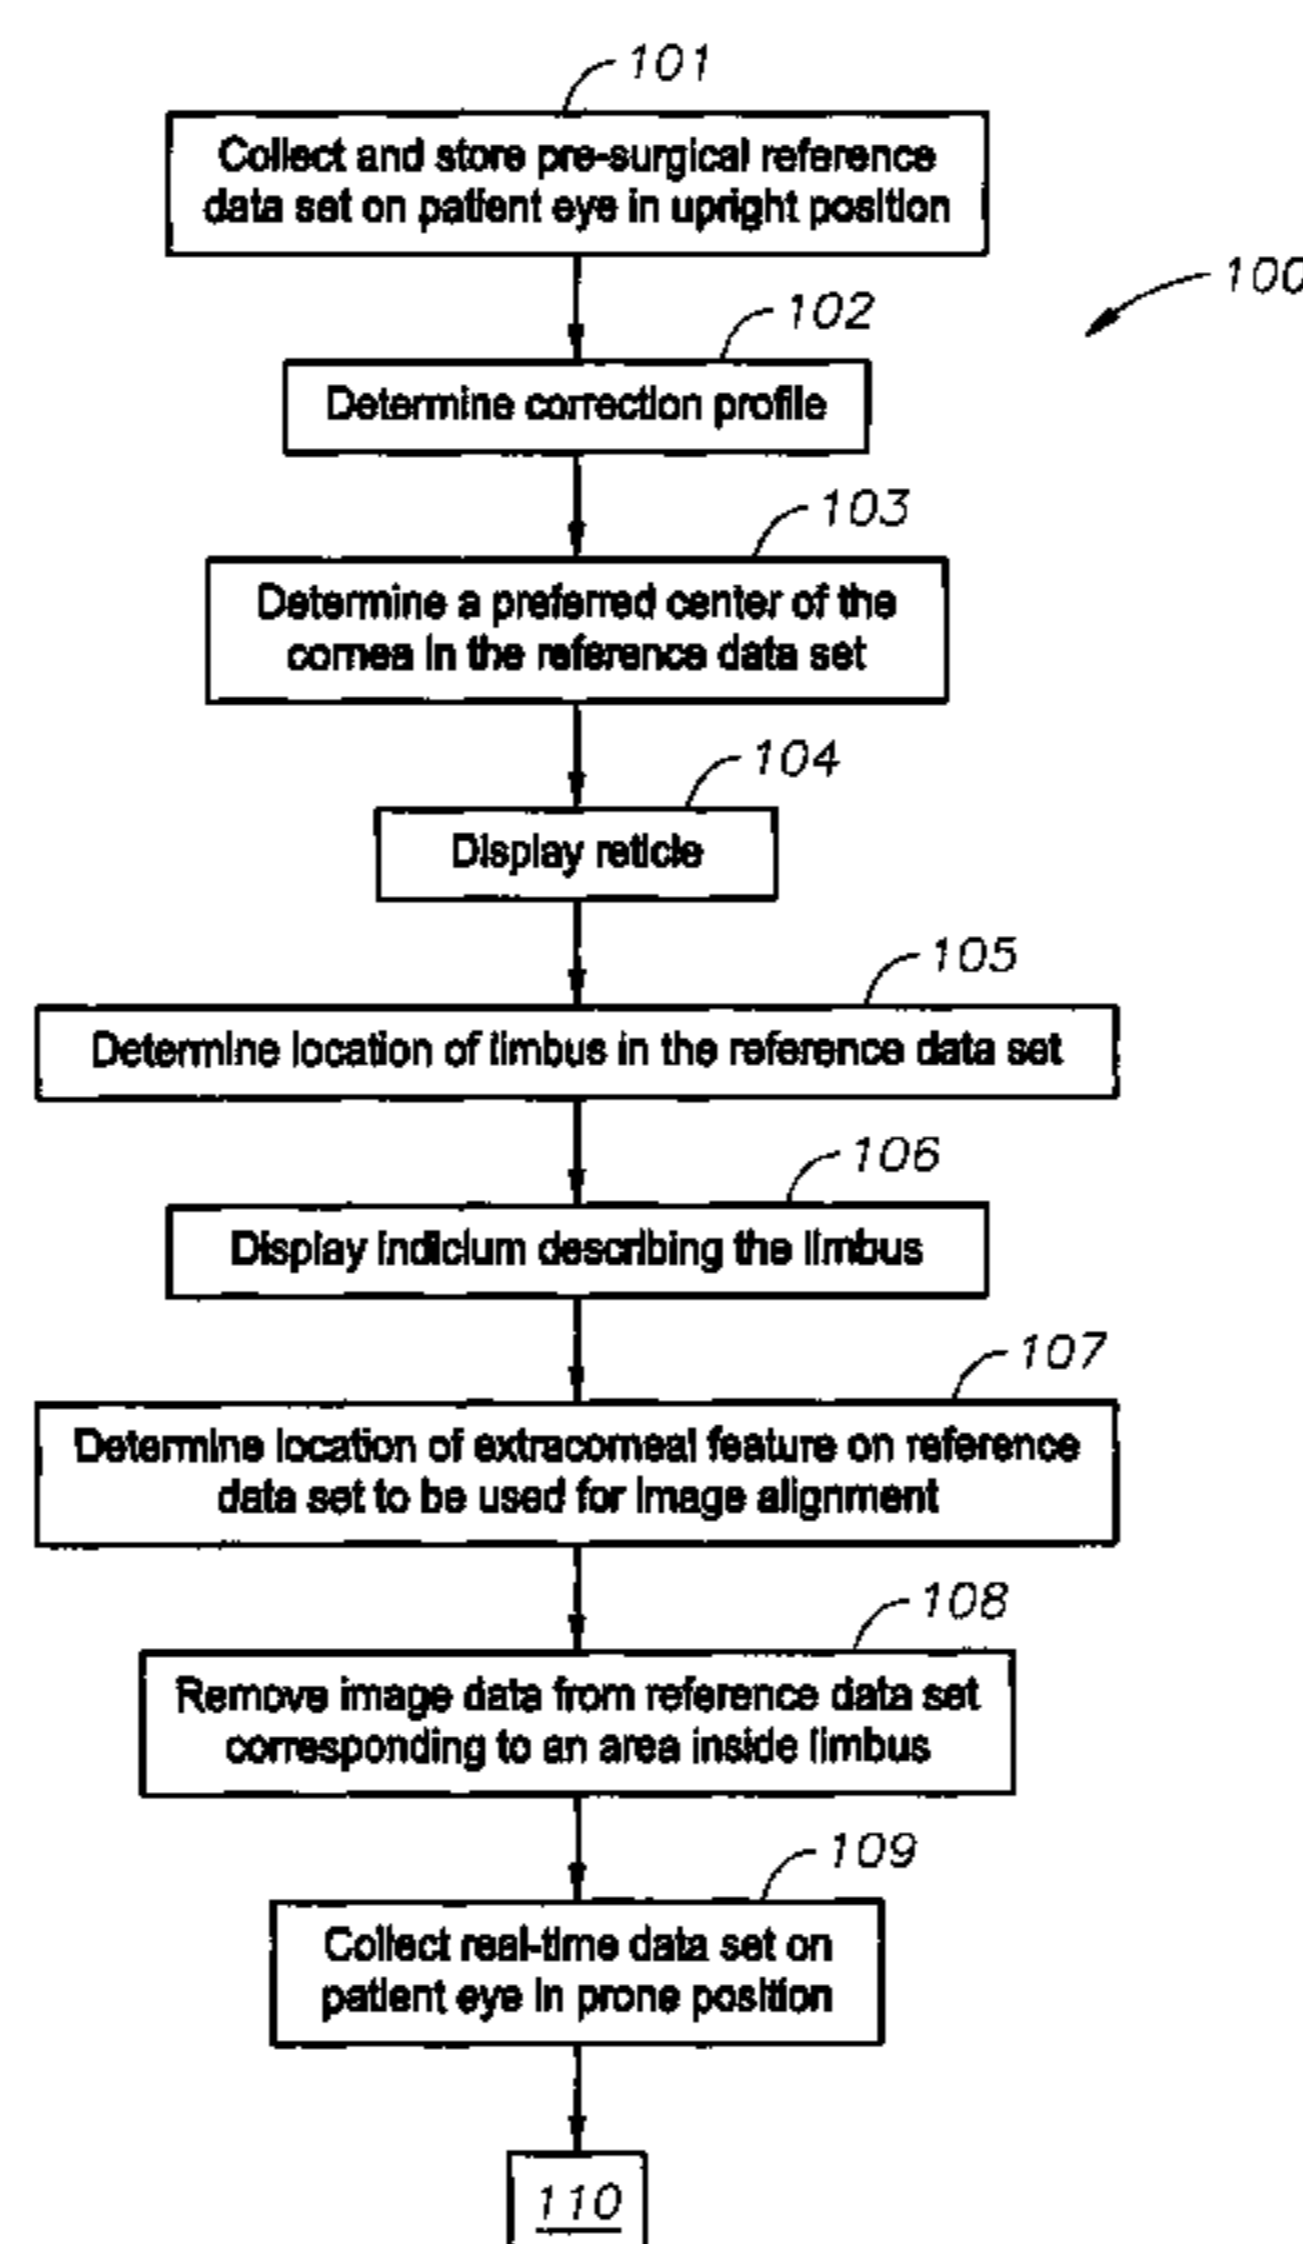 101
Collect and store pre-surgical reference
data set on patient eye in upright position
100
102
Determine correction profile
103
Determine a preferred center of the
cornea in the reference data set
104
Display reticle
105
Determine location of limbus in the reference data set
106
Display indicium describing the limbus
107
Determine location of extracorneal feature on reference
data set to be used for image alignment
108
Remove image data from reference data set
corresponding to an area inside limbus
109
Collect real-time data set on
patient eye in prone position
110